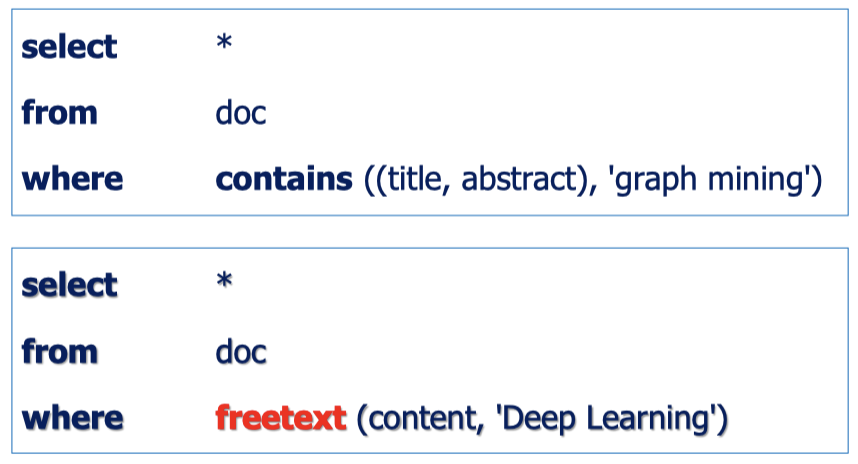 select *
from doc
where contains ((title, abstract), 'graph mining')
select *
from doc
where freetext (content, 'Deep Learning')